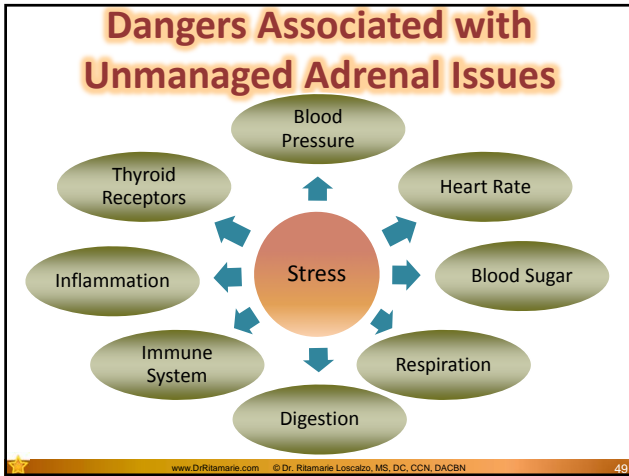 Dangers Associated with
Unmanaged Adrenal Issues
Blood
Pressure
Thyroid
Receptors
Heart Rate
Inflammation
Stress
Blood Sugar
Immune
System
Respiration
Digestion
www.DrRitamarie.com © Dr. Ritamarie Loscalzo, MS, DC, CCN, DACBN
49